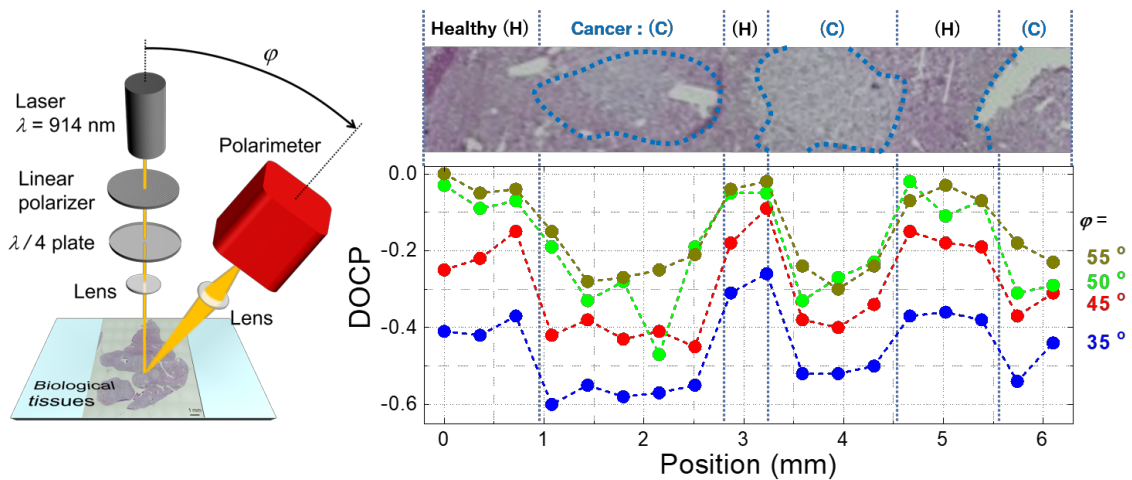 φ
Laser
λ = 914 nm
Polarimeter
Linear
polarizer
λ / 4 plate
Lens
Lens
Biological
tissues
1 mm
Healthy (H)
Cancer : (C)
(H)
(C)
(H)
(C)
0.0
-0.2
-0.4
-0.6
DOCP
0
1
2
3
4
5
6
Position (mm)
φ =
55 °
50 °
45 °
35 °